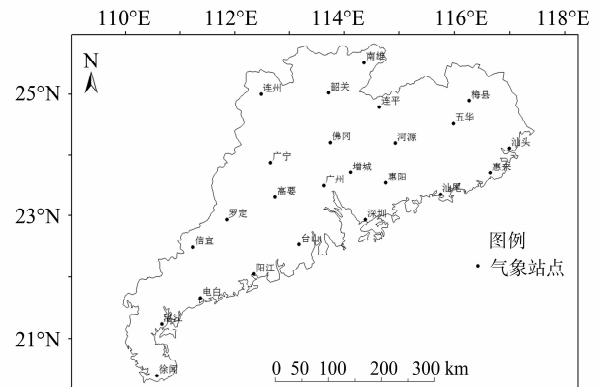 110°E 112°E 114°E 116°E 118°E
N
25°N
23°N
21°N
南雄
连州
韶关
连平
梅县
五华
汕头
佛冈
河源
广宁
增城
惠来
惠阳
广州
高要
汕尾
罗定
深圳
台山
信宜
图例
气象站点
阳江
电白
湛江
徐闻
0 50 100 200 300 km